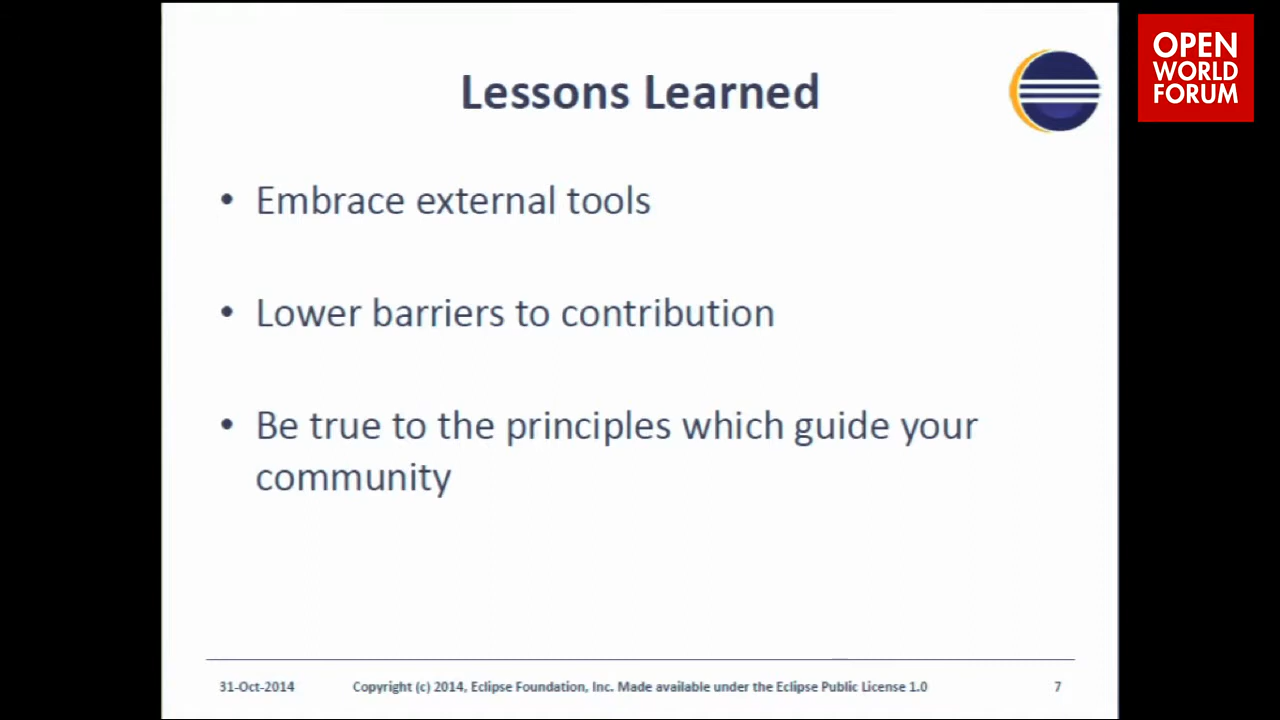 Lessons Learned
OPEN
WORLD
FORUM
• Embrace external tools
• Lower barriers to contribution
• Be true to the principles which guide your
community
31-Oct-2014 Copyright (c) 2014, Eclipse Foundation, Inc. Made available under the Eclipse Public License 1.0 7